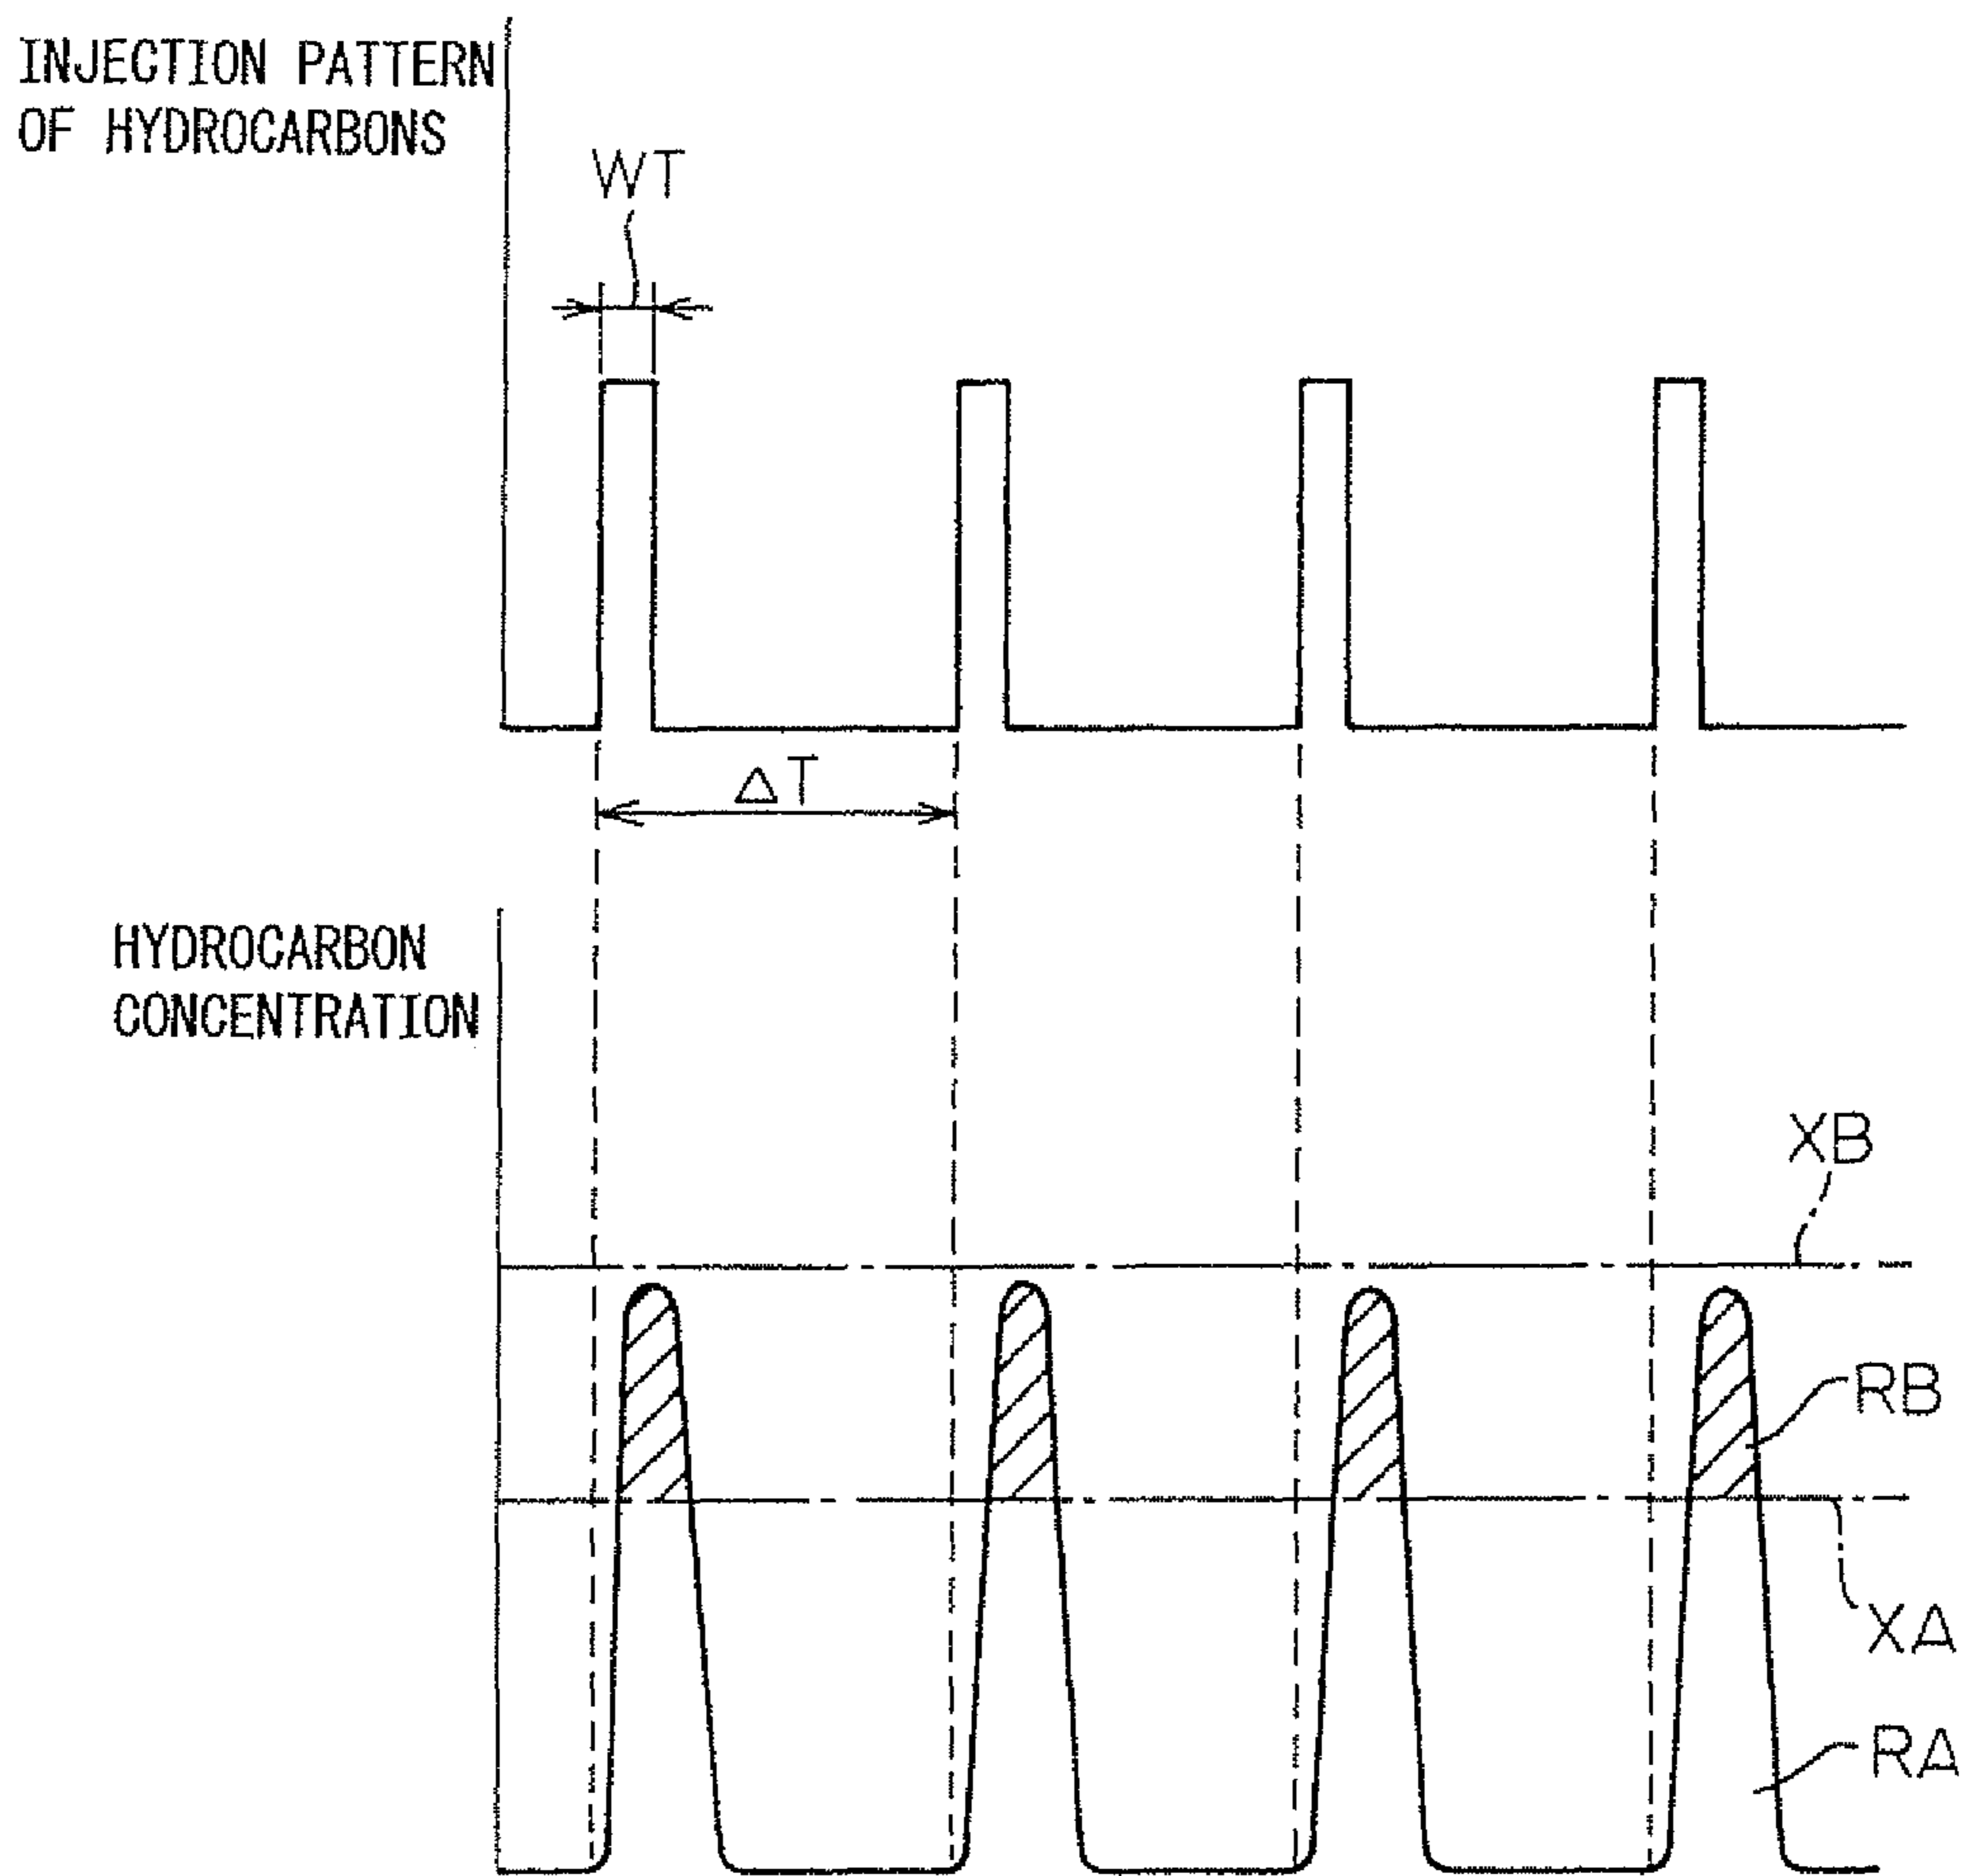 INJECTION PATTERN
OF HYDROCARBONS
WT
ΔT
HYDROCARBON
CONCENTRATION
XB
RB
XA
RA